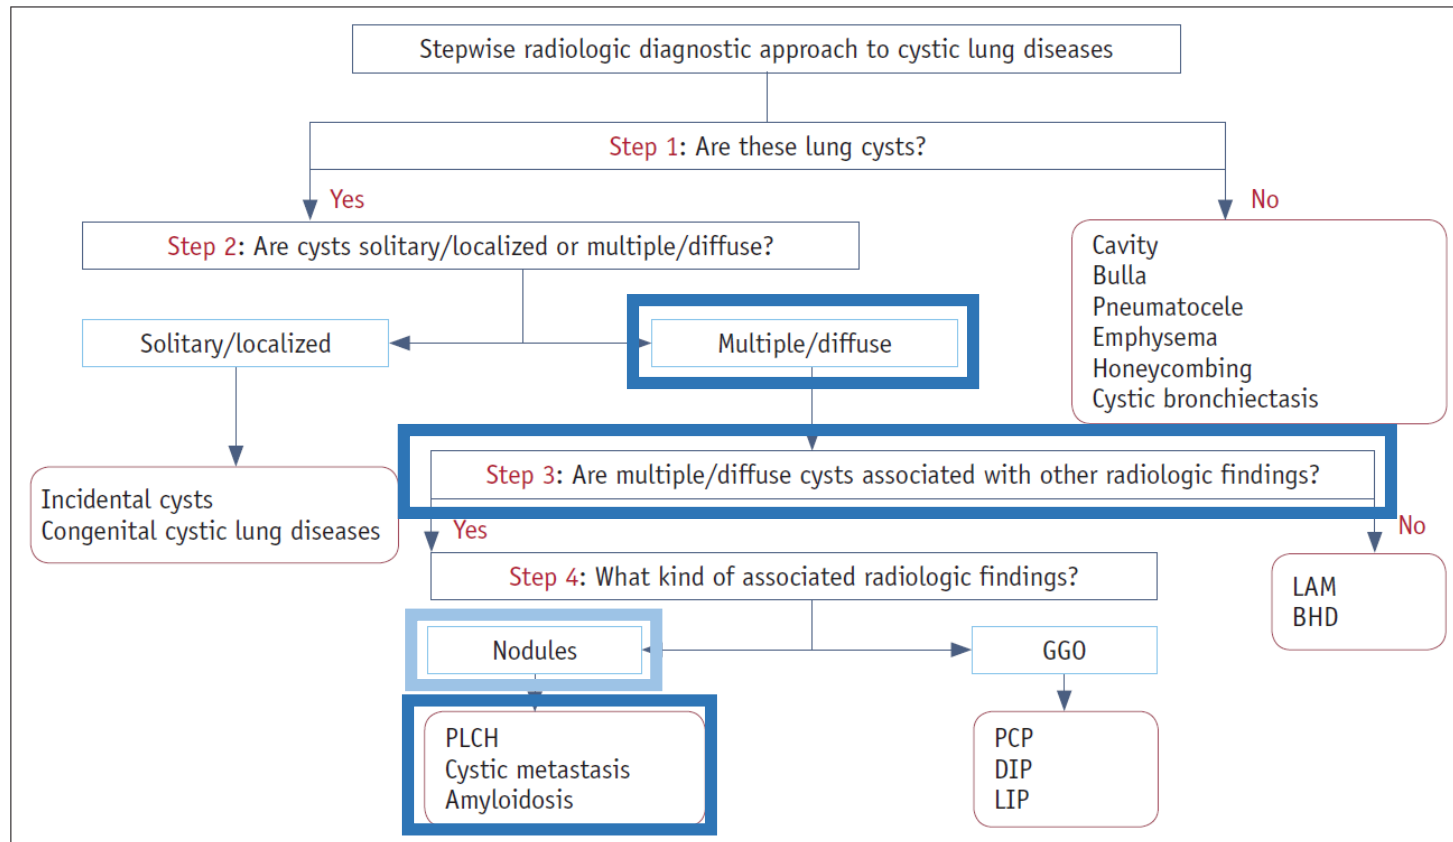 Stepwise radiologic diagnostic approach to cystic lung diseases
Step 1: Are these lung cysts?
Yes
No
Step 2: Are cysts solitary/localized or multiple/diffuse?
Cavity
Bulla
Pneumatocele
Emphysema
Honeycombing
Cystic bronchiectasis
Solitary/localized
Multiple/diffuse
Step 3: Are multiple/diffuse cysts associated with other radiologic findings?
Incidental cysts
Congenital cystic lung diseases
Yes
No
Step 4: What kind of associated radiologic findings?
LAM
BHD
Nodules
GGO
PLCH
Cystic metastasis
Amyloidosis
PCP
DIP
LIP